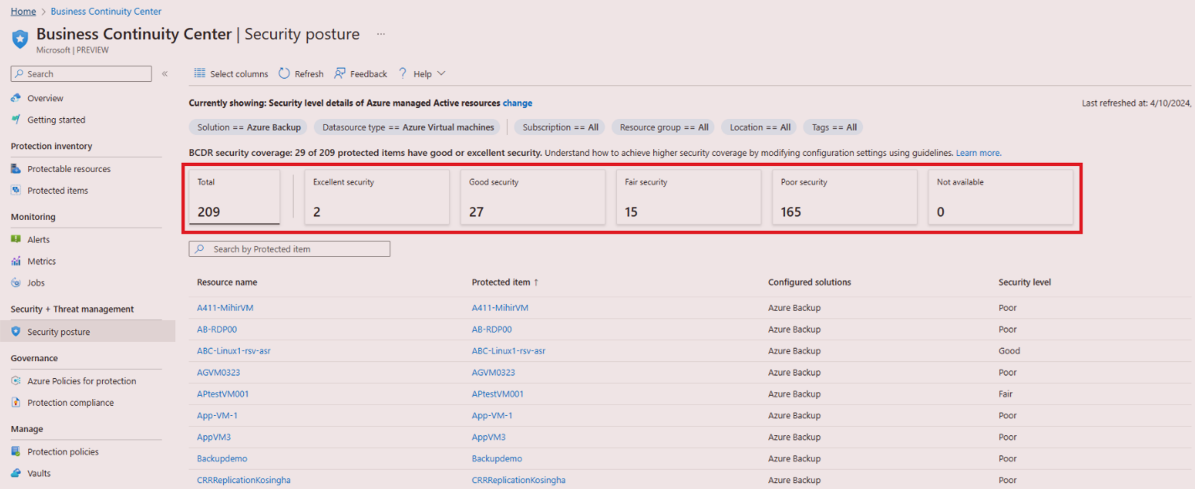 Home > Business Continuity Center
Business Continuity Center | Security posture ...
Microsoft | PREVIEW
Search
«
Overview
Getting started
Protection inventory
Protectable resources
Protected items
Monitoring
Alerts
Metrics
Jobs
Security + Threat management
Security posture
Governance
Azure Policies for protection
Protection compliance
Manage
Protection policies
Vaults
Select columns Refresh Feedback ? Help
Currently showing: Security level details of Azure managed Active resources change
Last refreshed at: 4/10/2024,
Solution == Azure Backup Datasource type == Azure Virtual machines Subscription == All Resource group == All Location == All Tags == All
BCDR security coverage: 29 of 209 protected items have good or excellent security. Understand how to achieve higher security coverage by modifying configuration settings using guidelines. Learn more.
Total Excellent security Good security Fair security Poor security Not available
209 2 27 15 165 0
Search by Protected item
Resource name Protected item ↑ Configured solutions Security level
A411-MihirVM A411-MihirVM Azure Backup Poor
AB-RDP00 AB-RDP00 Azure Backup Poor
ABC-Linux1-rsv-asr ABC-Linux1-rsv-asr Azure Backup Good
AGVM0323 AGVM0323 Azure Backup Poor
APtestVM001 APtestVM001 Azure Backup Fair
App-VM-1 App-VM-1 Azure Backup Poor
AppVM3 AppVM3 Azure Backup Poor
Backupdemo Backupdemo Azure Backup Poor
CRRReplicationKosingha CRRReplicationKosingha Azure Backup Poor